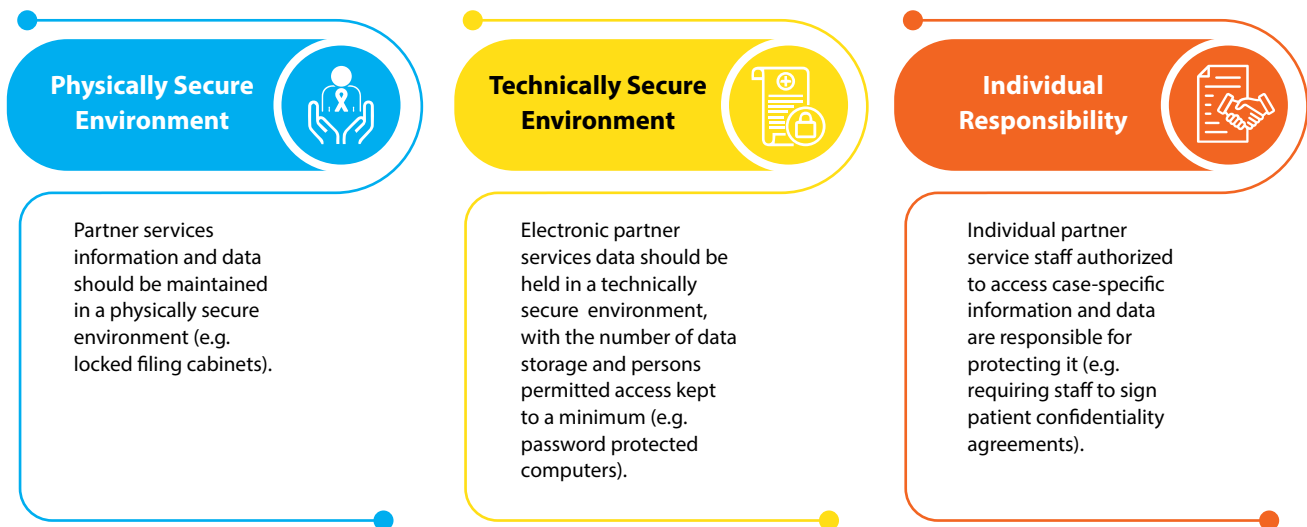 Physically Secure
Environment
Partner services
information and data
should be maintained
in a physically secure
environment (e.g.
locked filing cabinets).
Technically Secure
Environment
Electronic partner
services data should be
held in a technically
secure  environment,
with the number of data
storage and persons
permitted access kept
to a minimum (e.g.
password protected
computers).
Individual
Responsibility
Individual partner
service staff authorized
to access case-specific
information and data
are responsible for
protecting it (e.g.
requiring staff to sign
patient confidentiality
agreements).